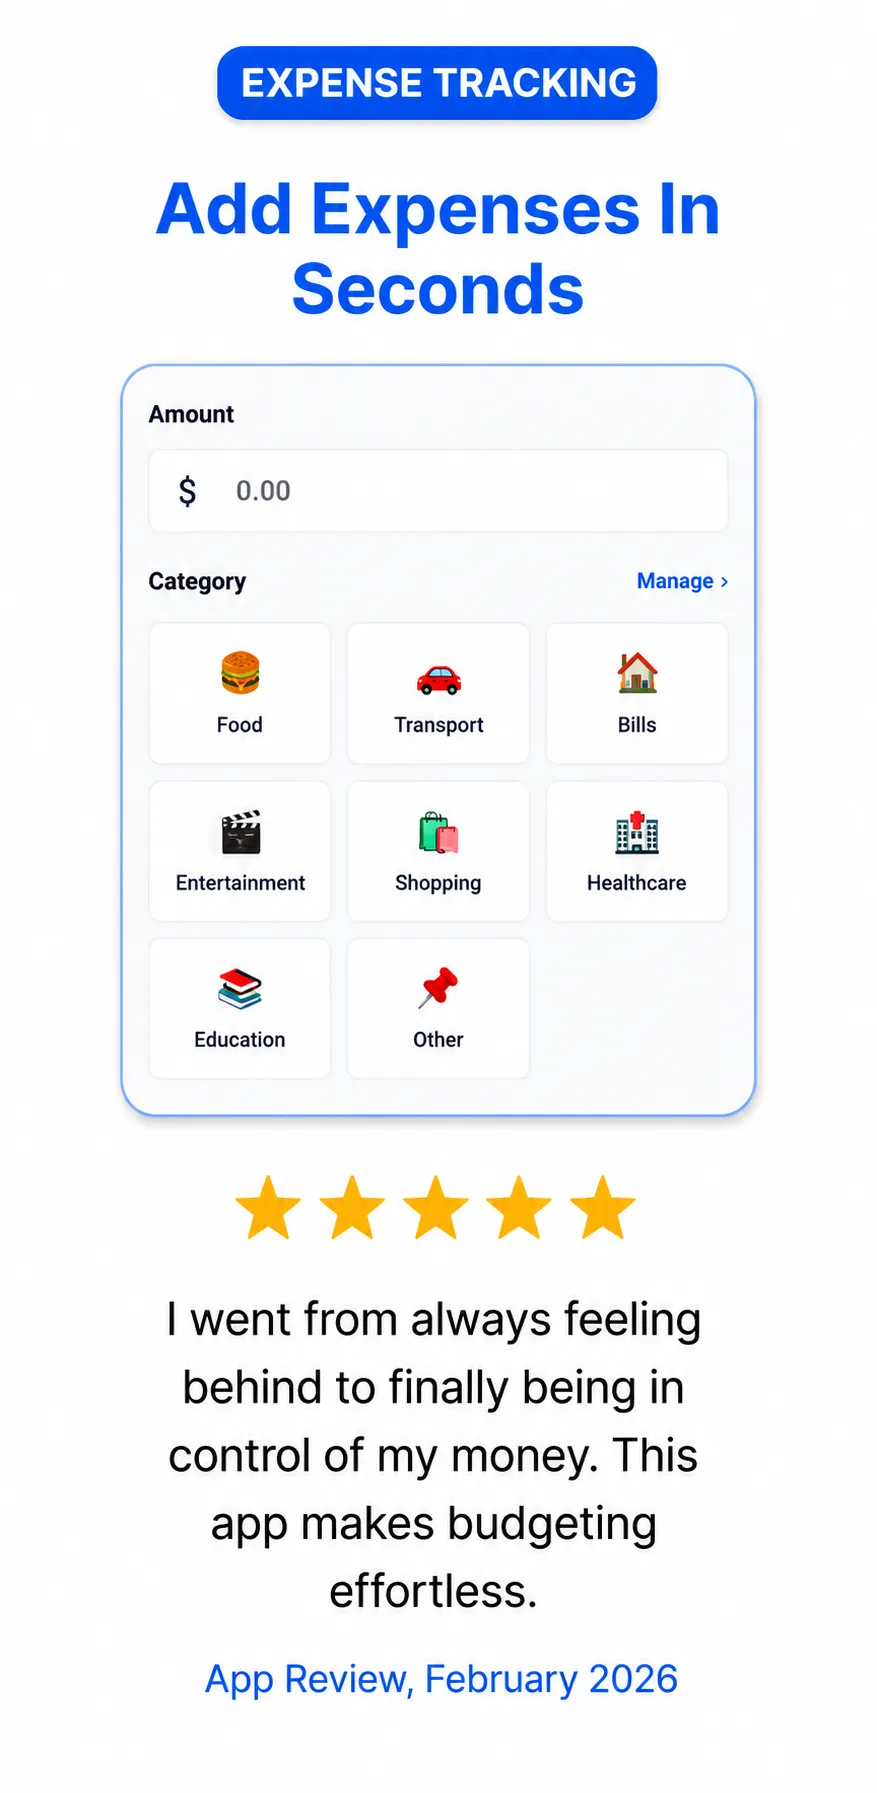 EXPENSE TRACKING
Add Expenses In
Seconds
Amount
$ 0.00
Category Manage >
Food Transport Bills
Entertainment Shopping Healthcare
Education Other
I went from always feeling
behind to finally being in
control of my money. This
app makes budgeting
effortless.
App Review, February 2026